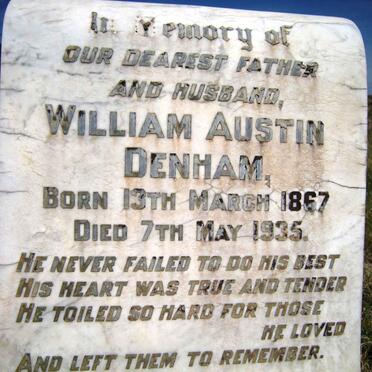 In Memory of
OUR DEAREST FATHER
AND HUSBAND,
WILLIAM AUSTIN
DENHAM,
BORN 13TH MARCH 1867
DIED 7TH MAY 1935.
HE NEVER FAILED TO DO HIS BEST
HIS HEART WAS TRUE AND TENDER
HE TOILED SO HARD FOR THOSE
HE LOVED
AND LEFT THEM TO REMEMBER.